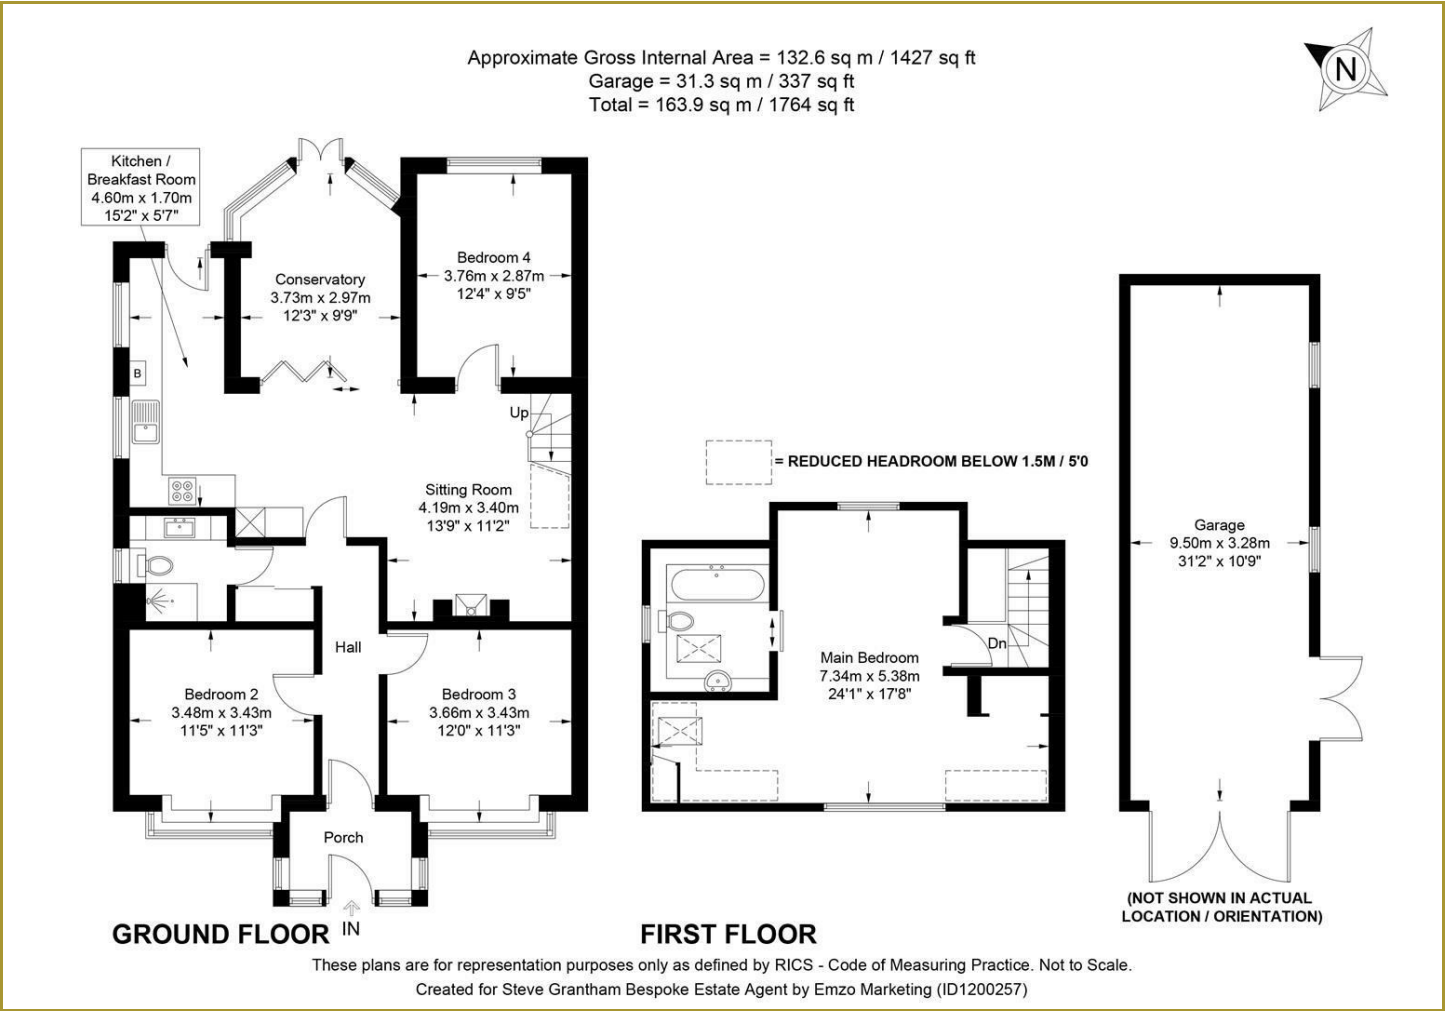 Approximate Gross Internal Area = 132.6 sq m / 1427 sq ft
Garage = 31.3 sq m / 337 sq ft
Total = 163.9 sq m / 1764 sq ft
N
Kitchen /
Breakfast Room
4.60m x 1.70m
15'2" x 5'7"
Conservatory
3.73m x 2.97m
12'3" x 9'9"
Bedroom 4
3.76m x 2.87m
12'4" x 9'5"
B
Up
Sitting Room
4.19m x 3.40m
13'9" x 11'2"
Hall
Bedroom 2
3.48m x 3.43m
11'5" x 11'3"
Bedroom 3
3.66m x 3.43m
12'0" x 11'3"
Porch
IN
GROUND FLOOR
= REDUCED HEADROOM BELOW 1.5M / 5'0
Dn
Main Bedroom
7.34m x 5.38m
24'1" x 17'8"
FIRST FLOOR
Garage
9.50m x 3.28m
31'2" x 10'9"
(NOT SHOWN IN ACTUAL
LOCATION / ORIENTATION)
These plans are for representation purposes only as defined by RICS - Code of Measuring Practice. Not to Scale.
Created for Steve Grantham Bespoke Estate Agent by Emzo Marketing (ID1200257)